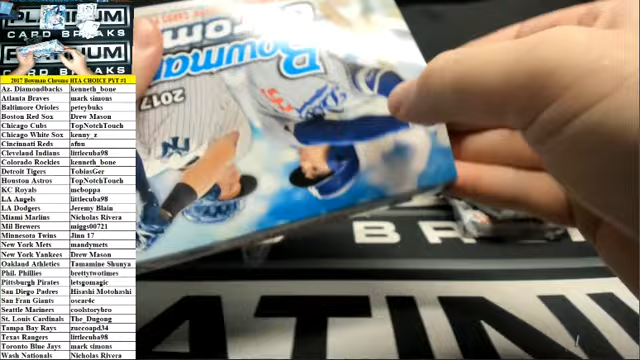 PLATINUM
CARD BREAKS
PLATINUM
CARD BREAKS
2017 Bowman Chrome HTA CHOICE PYT #1
Az. Diamondbacks kenneth_bone
Atlanta Braves mark simons
Baltimore Orioles peteybuks
Boston Red Sox Drew Mason
Chicago Cubs TopNotchTouch
Chicago White Sox kenny_z
Cincinnati Reds afnn
Cleveland Indians littlecuba98
Colorado Rockies kenneth_bone
Detroit Tigers TobiasGer
Houston Astros TopNotchTouch
KC Royals mcboppa
LA Angels littlecuba98
LA Dodgers Jeremy Blain
Miami Marlins Nicholas Rivera
Mil Brewers miggs00721
Minnesota Twins Jinn 17
New York Mets mandymets
New York Yankees Drew Mason
Oakland Athletics Tamamine Shunya
Phil. Phillies brettytwotimes
Pittsburgh Pirates letsgomagic
San Diego Padres Hisashi Motohashi
San Fran Giants oscar4c
Seattle Mariners coolstorybro
St. Louis Cardinals The_Dugong
Tampa Bay Rays zuccoapd34
Texas Rangers littlecuba98
Toronto Blue Jays mark simons
Wash Nationals Nicholas Rivera
Bowman
2017